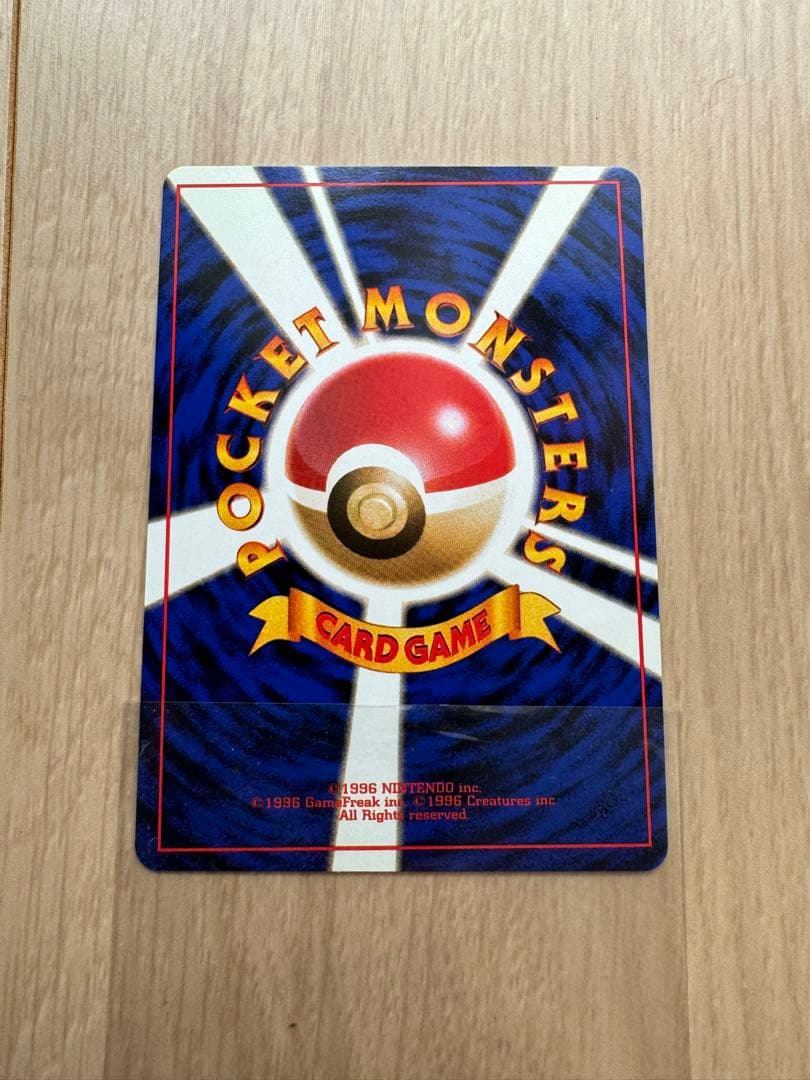 POCKET MONSTERS
CARD GAME
©1996 NINTENDO inc.
©1996 GameFreak inc. ©1996 Creatures inc.
All Rights reserved.